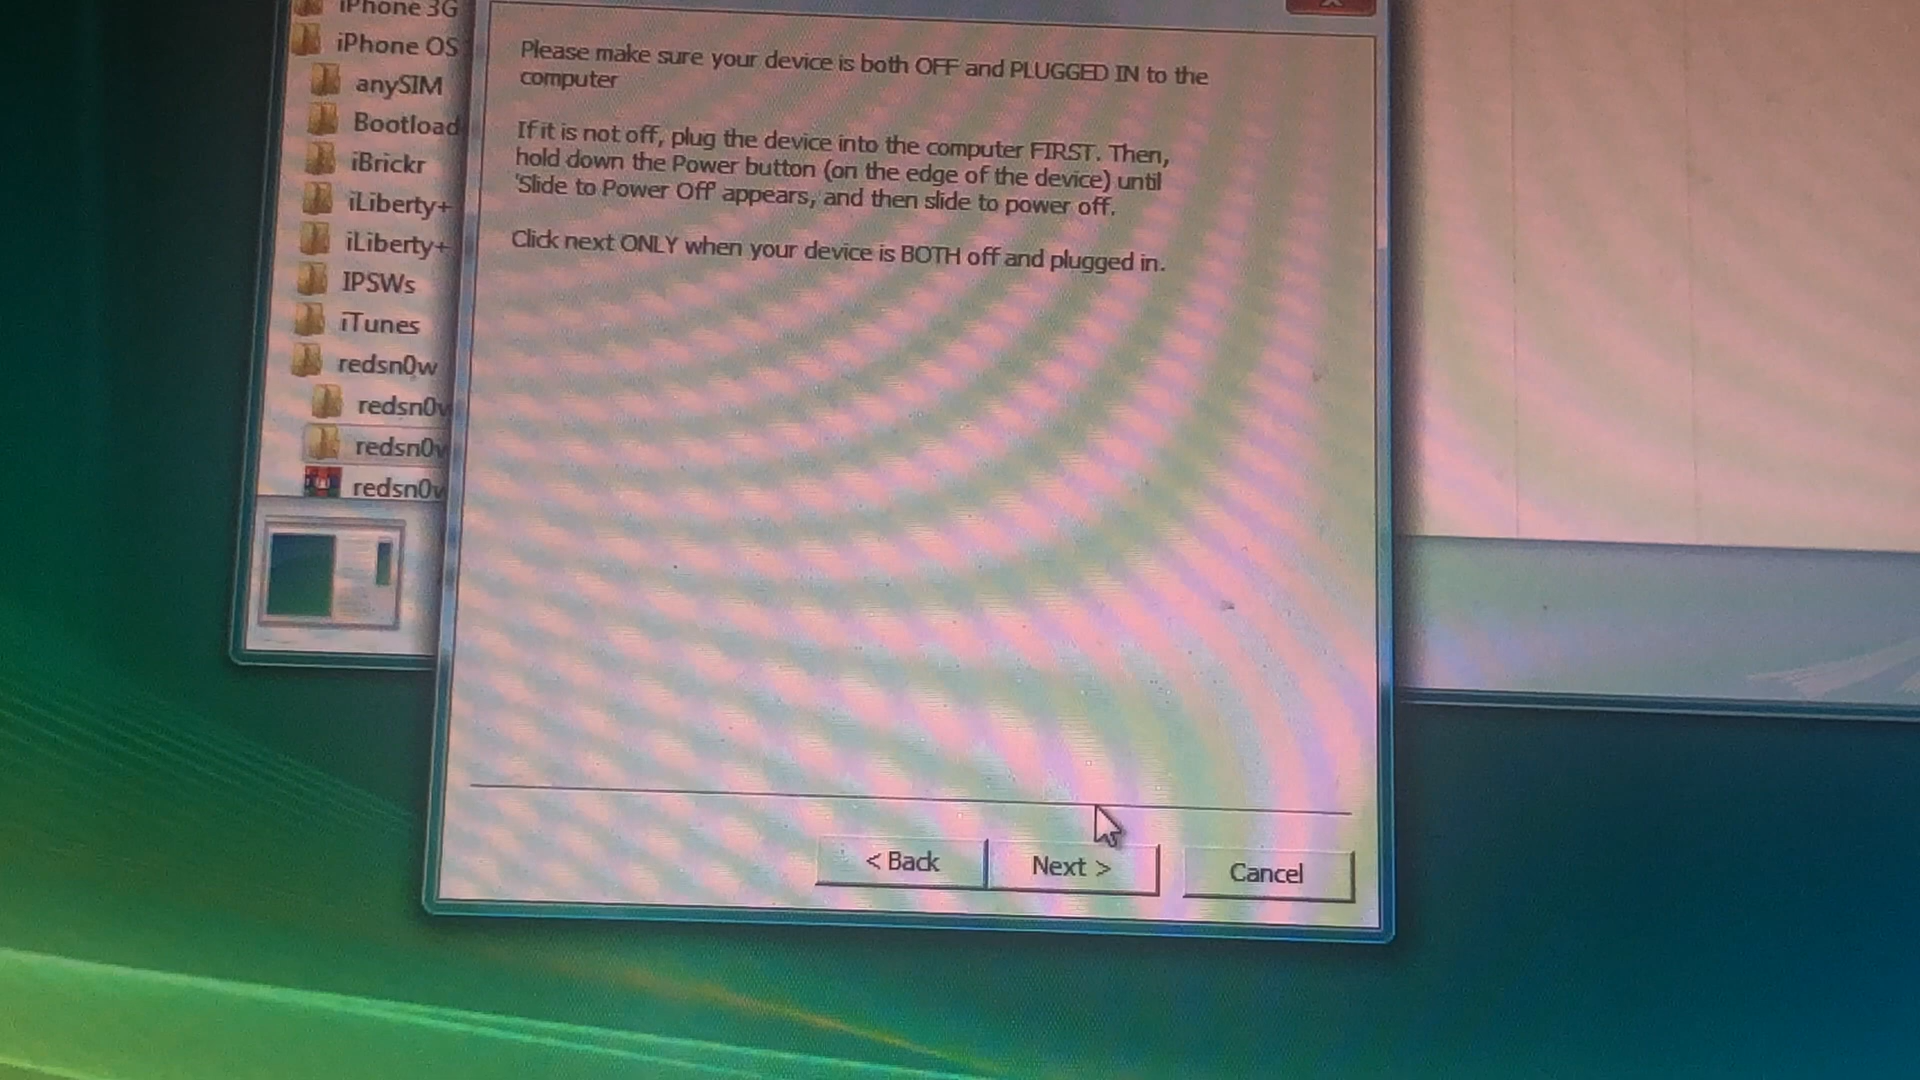 iPhone 3G
iPhone OS
anySIM
Bootload
iBrickr
iLiberty+
iLiberty+
IPSWs
iTunes
redsn0w
redsn0w
redsn0w
redsn0w
Please make sure your device is both OFF and PLUGGED IN to the
computer
If it is not off, plug the device into the computer FIRST. Then,
hold down the Power button (on the edge of the device) until
'Slide to Power Off' appears, and then slide to power off.
Click next ONLY when your device is BOTH off and plugged in.
< Back
Next >
Cancel